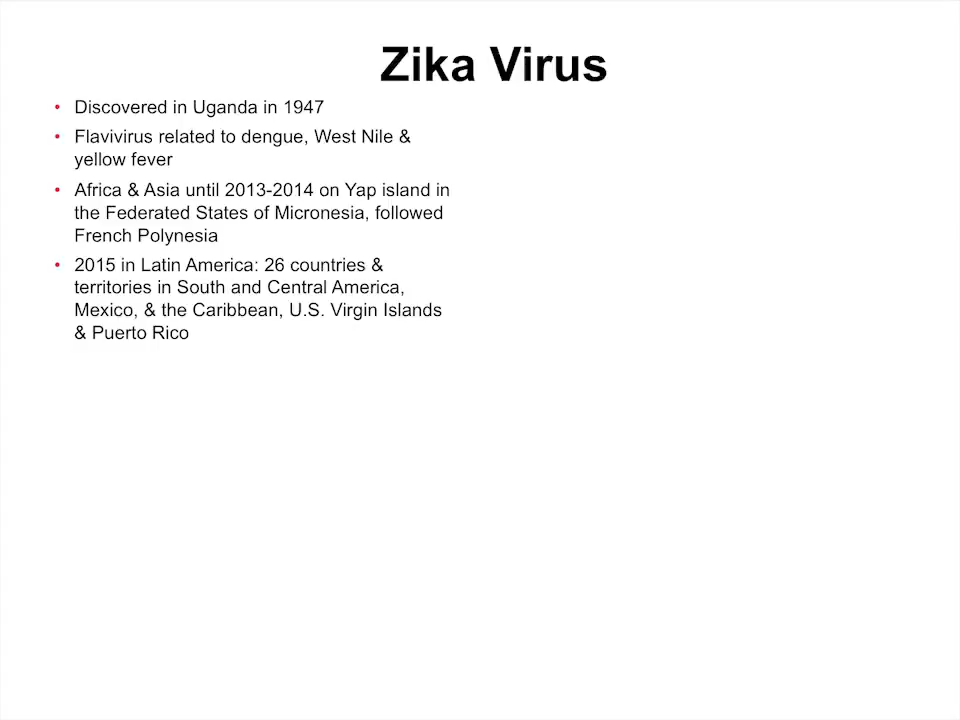 Zika Virus
• Discovered in Uganda in 1947
• Flavivirus related to dengue, West Nile &
yellow fever
• Africa & Asia until 2013-2014 on Yap island in
the Federated States of Micronesia, followed
French Polynesia
• 2015 in Latin America: 26 countries &
territories in South and Central America,
Mexico, & the Caribbean, U.S. Virgin Islands
& Puerto Rico